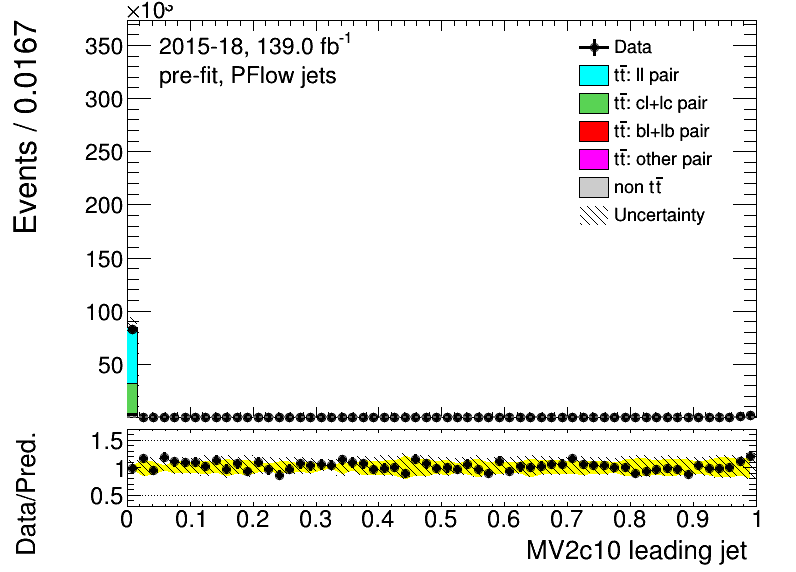 ×10³
Events / 0.0167
350
300
250
200
150
100
50
2015-18, 139.0 fb⁻¹
pre-fit, PFlow jets
Data
tt̄: ll pair
tt̄: cl+lc pair
tt̄: bl+lb pair
tt̄: other pair
non tt̄
Uncertainty
Data/Pred.
1.5
1
0.5
0 0.1 0.2 0.3 0.4 0.5 0.6 0.7 0.8 0.9 1
MV2c10 leading jet